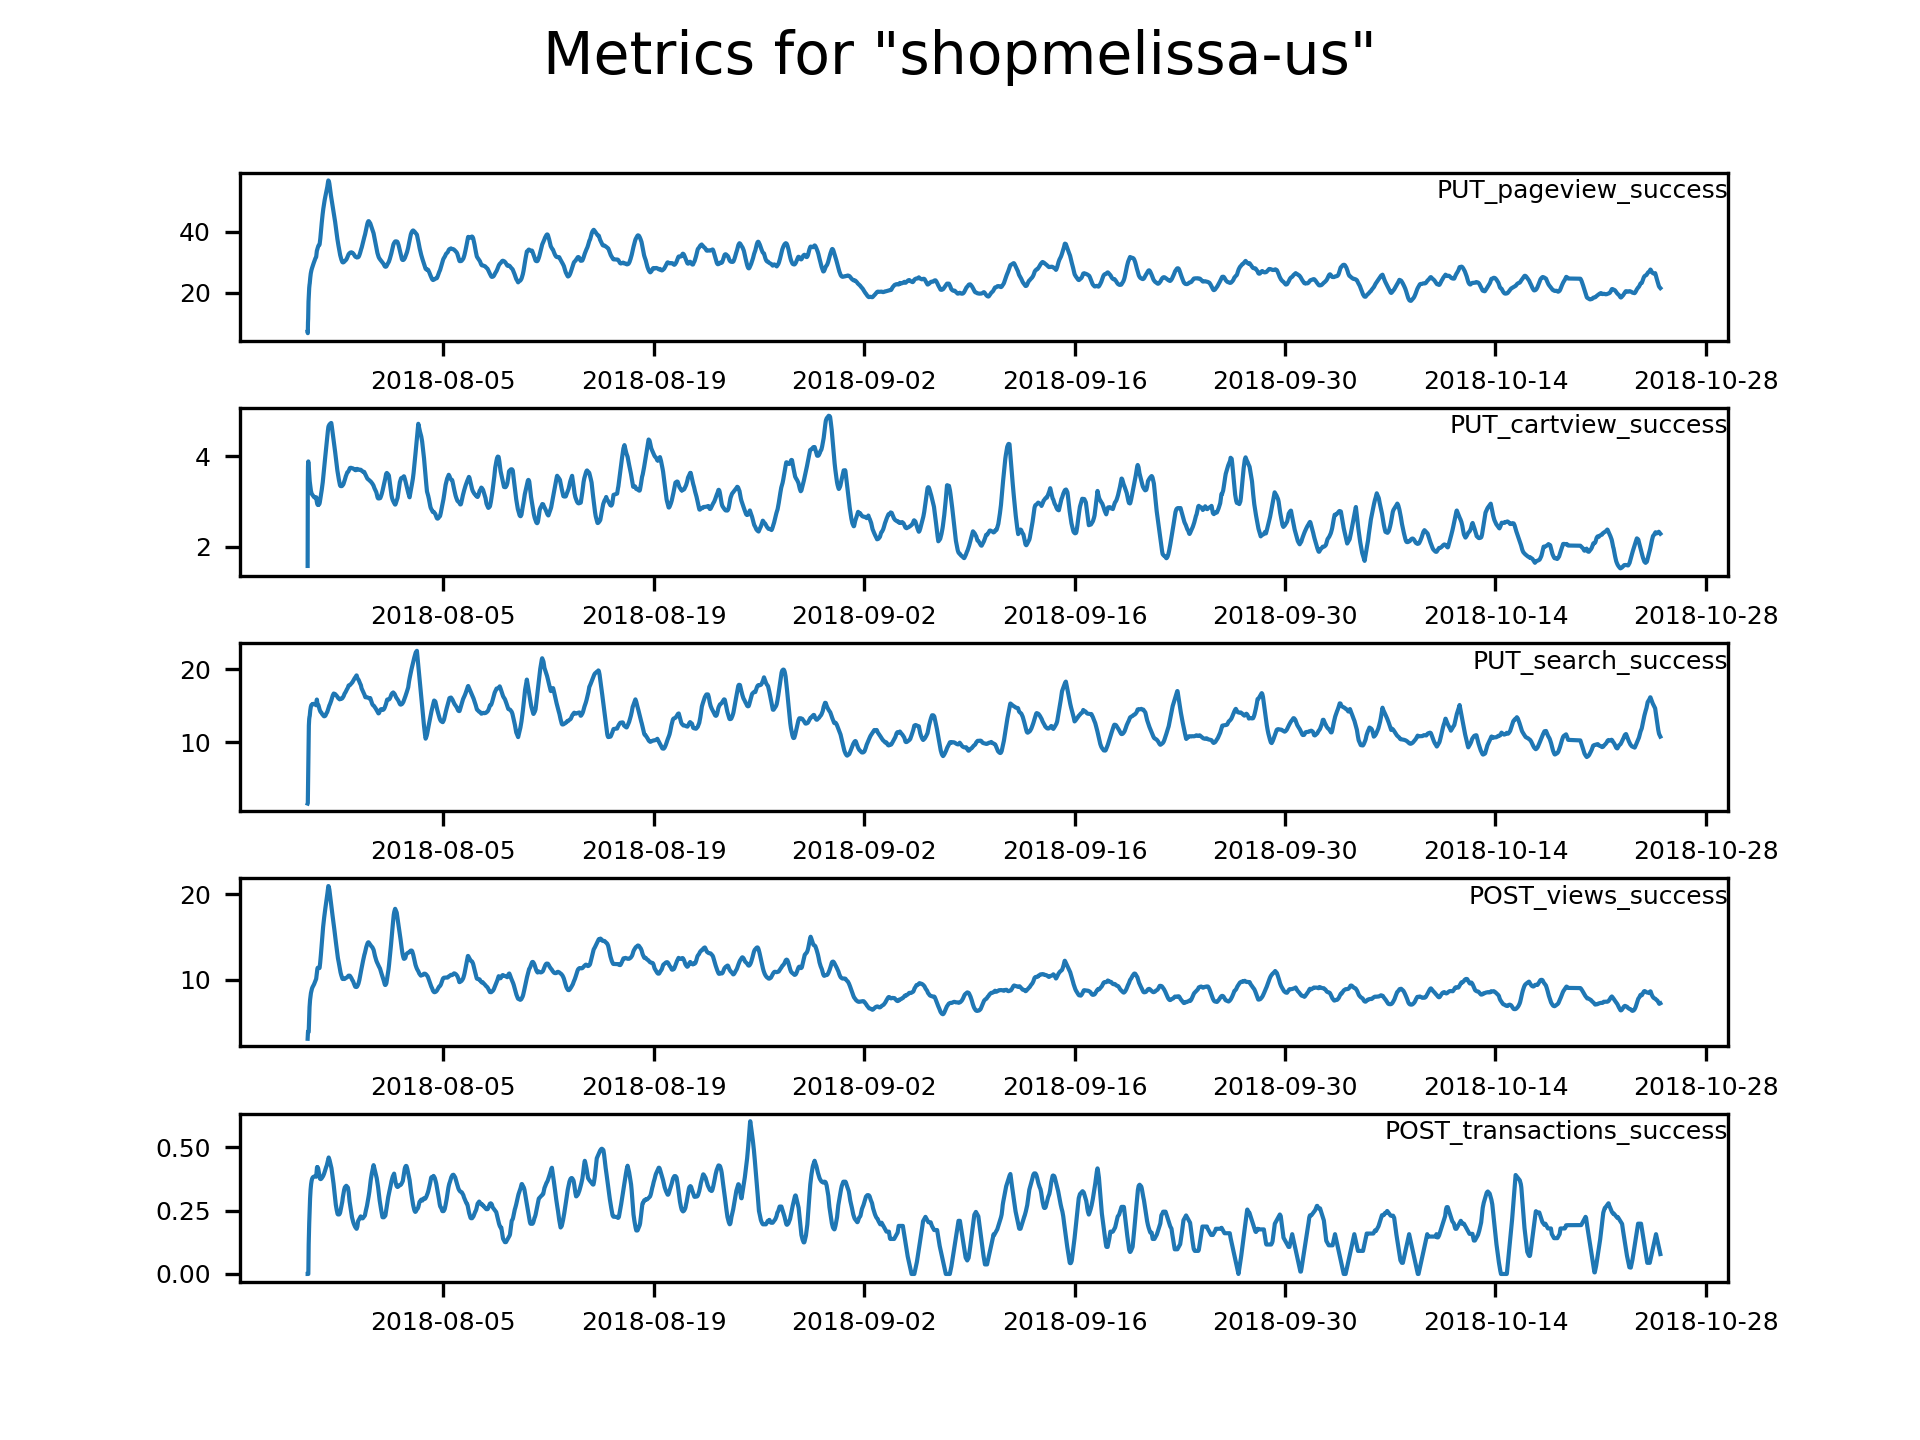 Metrics for "shopmelissa-us"
PUT_pageview_success
40
20
2018-08-05 2018-08-19 2018-09-02 2018-09-16 2018-09-30 2018-10-14 2018-10-28
PUT_cartview_success
4
2
2018-08-05 2018-08-19 2018-09-02 2018-09-16 2018-09-30 2018-10-14 2018-10-28
PUT_search_success
20
10
2018-08-05 2018-08-19 2018-09-02 2018-09-16 2018-09-30 2018-10-14 2018-10-28
POST_views_success
20
10
2018-08-05 2018-08-19 2018-09-02 2018-09-16 2018-09-30 2018-10-14 2018-10-28
POST_transactions_success
0.50
0.25
0.00
2018-08-05 2018-08-19 2018-09-02 2018-09-16 2018-09-30 2018-10-14 2018-10-28